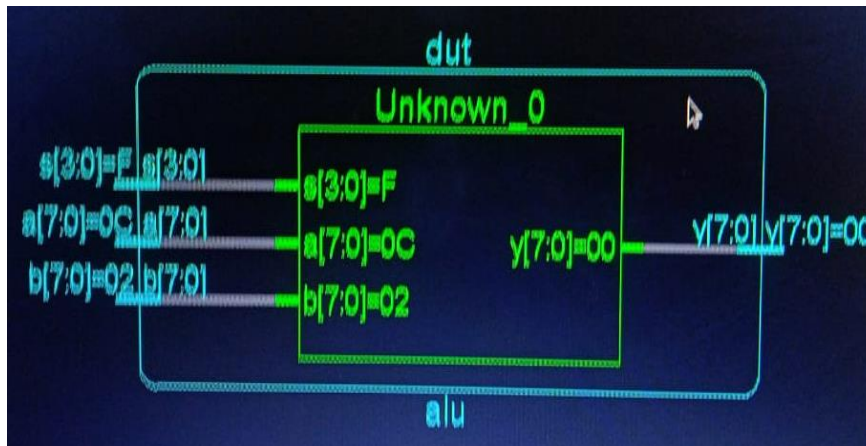 dut
Unknown_0
s[3:0]=F s[3:0]
s[3:0]=F
a[7:0]=0C a[7:0]
a[7:0]=0C
y[7:0]=00
y[7:0] y[7:0]=00
b[7:0]=02 b[7:0]
b[7:0]=02
alu